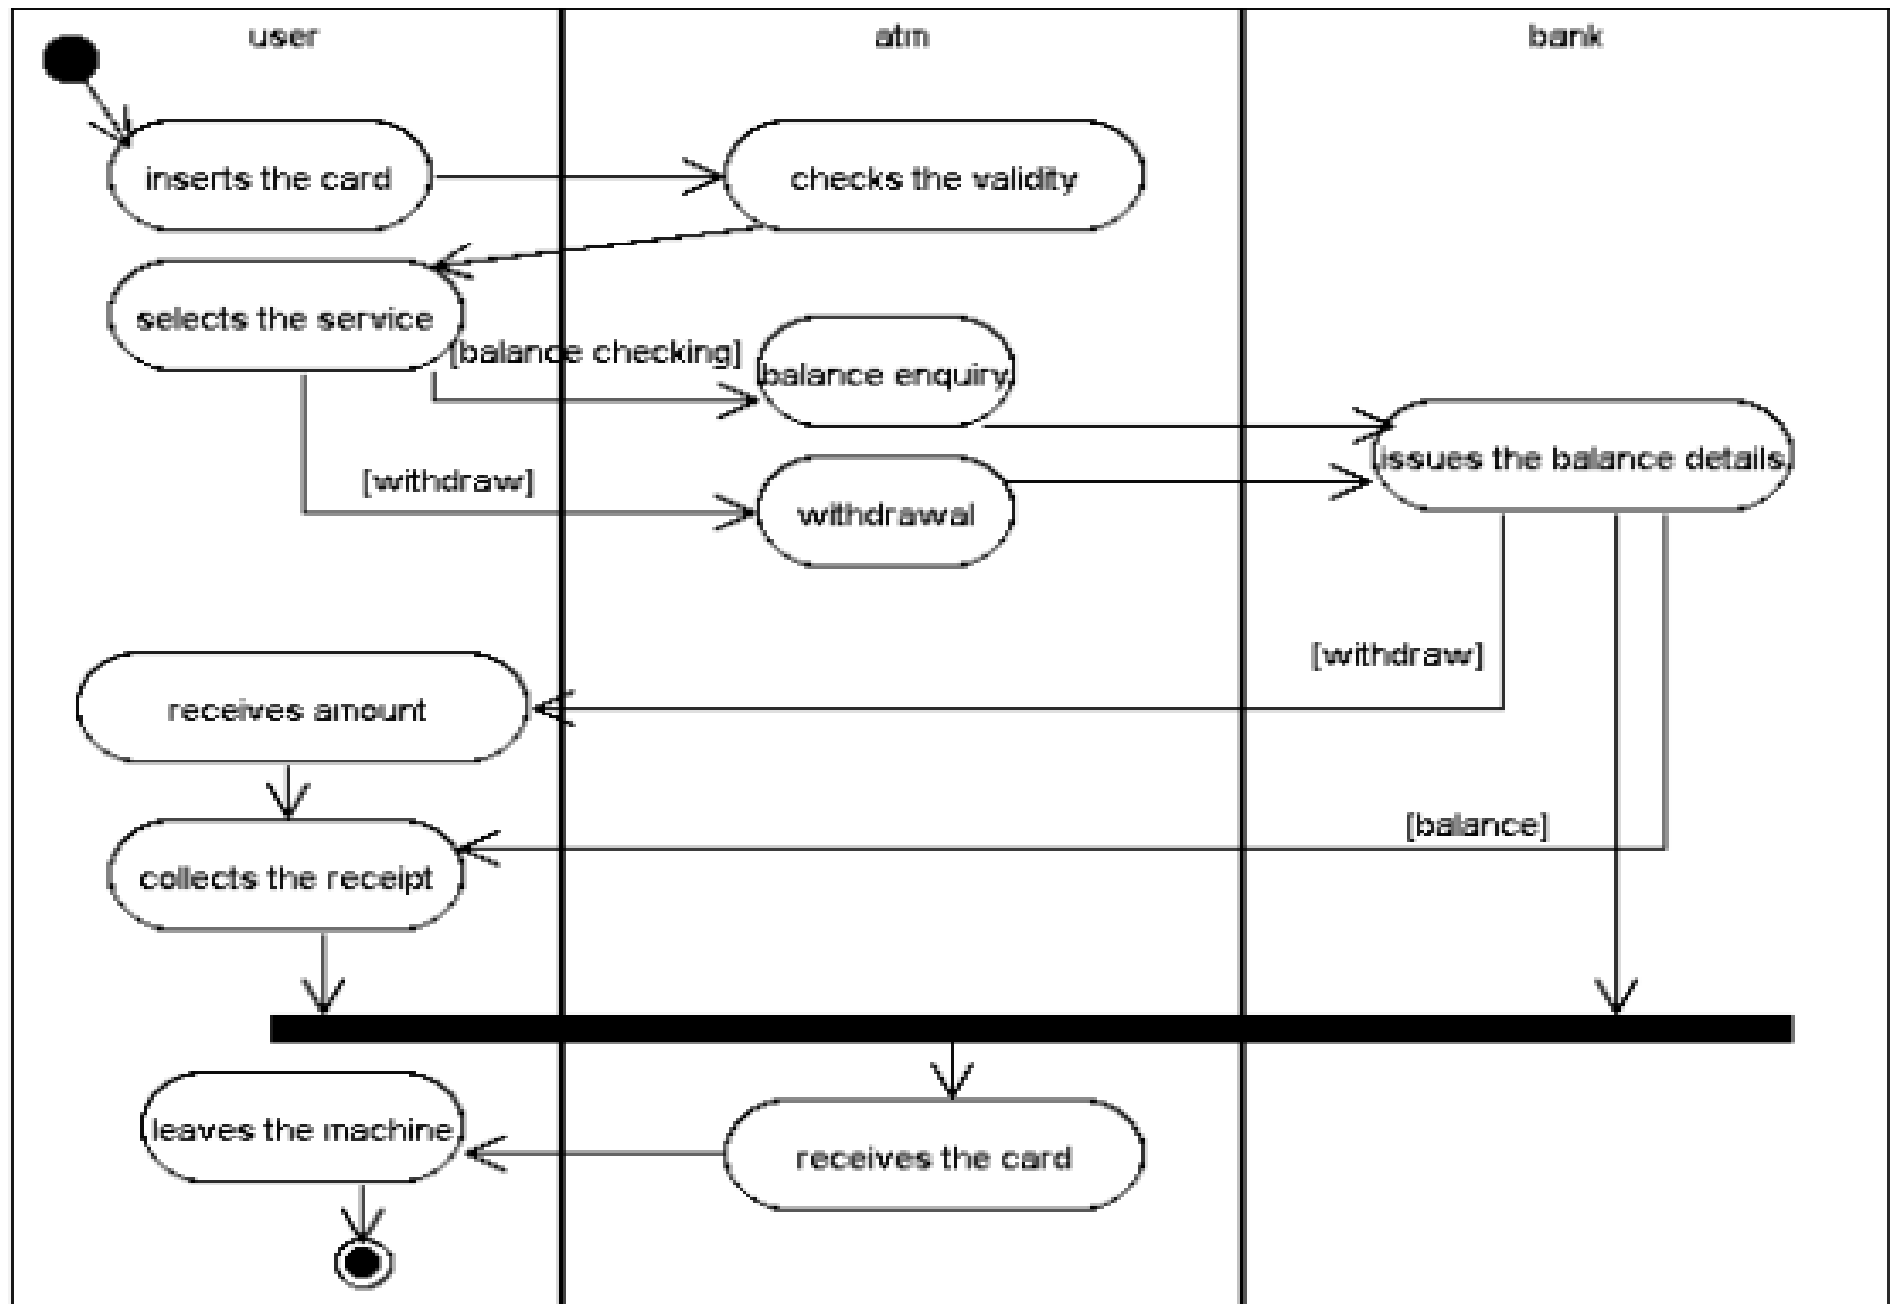 user
atm
bank
inserts the card
checks the validity
selects the service
[balance checking]
balance enquiry
issues the balance details
[withdraw]
withdrawal
[withdraw]
receives amount
[balance]
collects the receipt
leaves the machine
receives the card